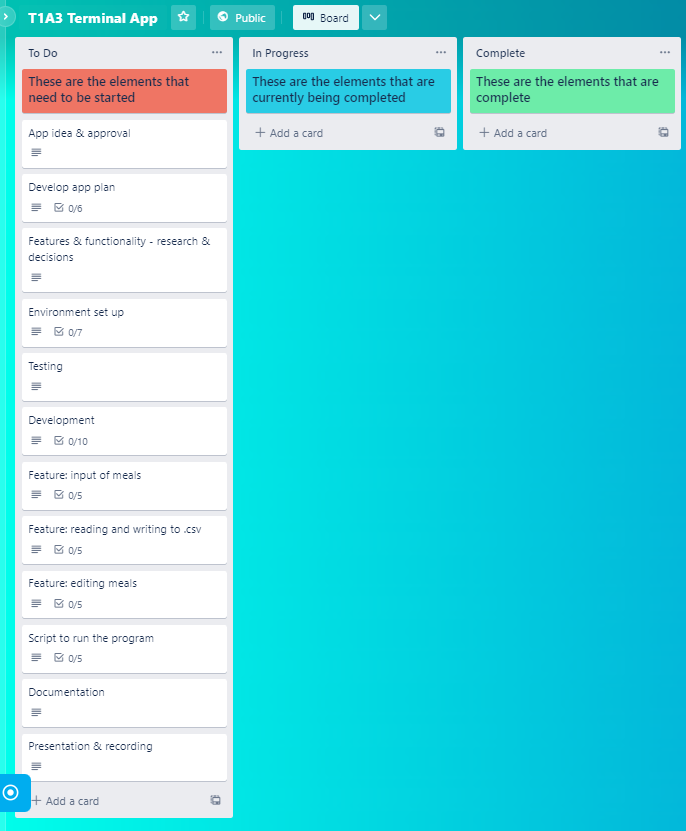 T1A3 Terminal App
Public
Board
To Do
These are the elements that
need to be started
App idea & approval
Develop app plan
0/6
Features & functionality - research &
decisions
Environment set up
0/7
Testing
Development
0/10
Feature: input of meals
0/5
Feature: reading and writing to .csv
0/5
Feature: editing meals
0/5
Script to run the program
0/5
Documentation
Presentation & recording
+ Add a card
In Progress
These are the elements that are
currently being completed
+ Add a card
Complete
These are the elements that are
complete
+ Add a card